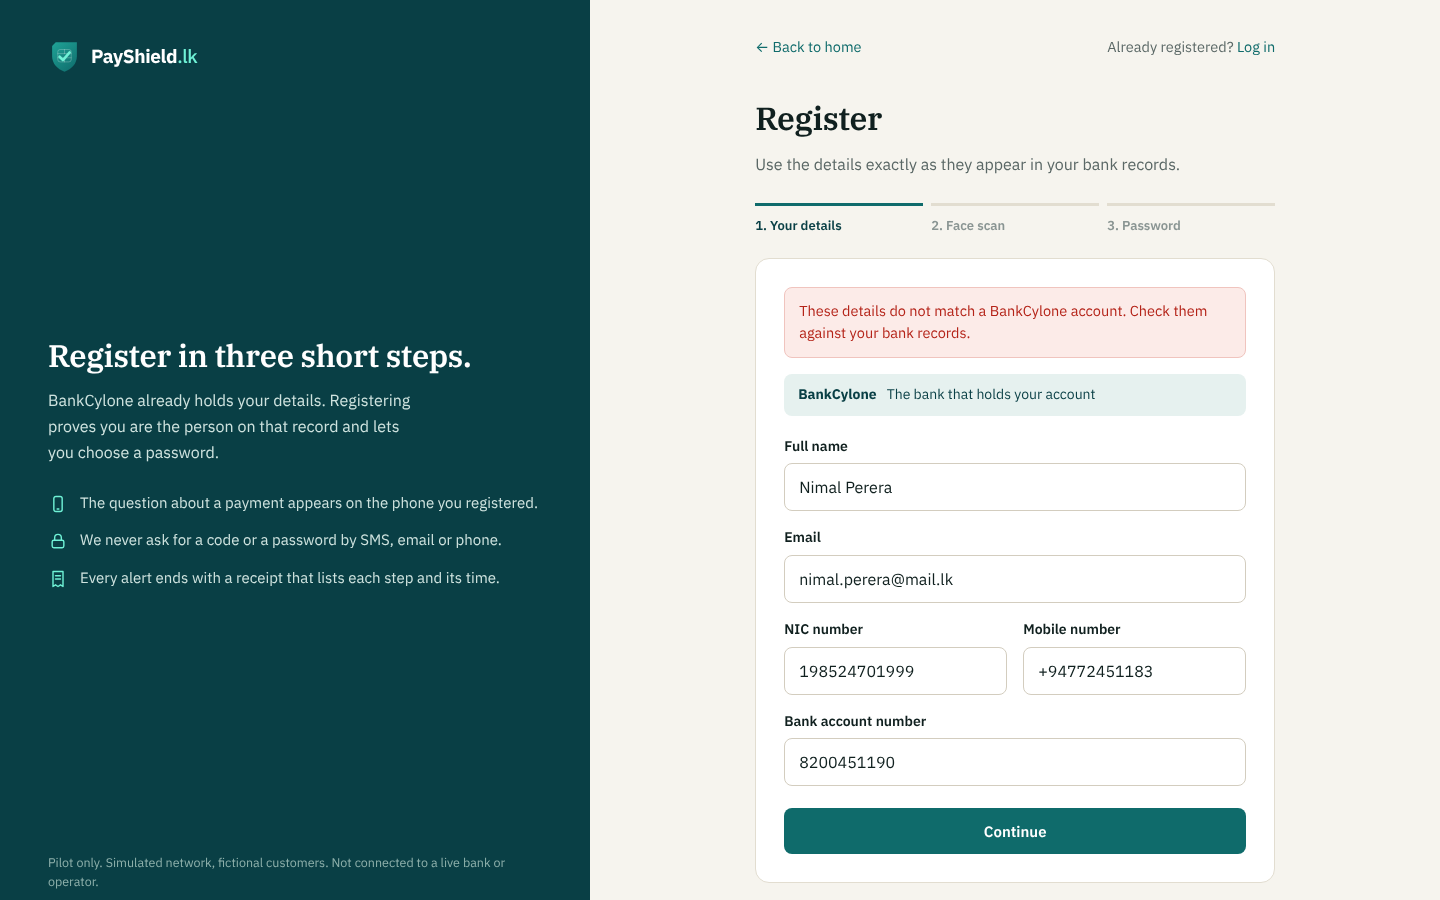 PayShield.lk
Register in three short steps.
BankCylone already holds your details. Registering
proves you are the person on that record and lets
you choose a password.
The question about a payment appears on the phone you registered.
We never ask for a code or a password by SMS, email or phone.
Every alert ends with a receipt that lists each step and its time.
Pilot only. Simulated network, fictional customers. Not connected to a live bank or
operator.
← Back to home
Already registered? Log in
Register
Use the details exactly as they appear in your bank records.
1. Your details
2. Face scan
3. Password
These details do not match a BankCylone account. Check them
against your bank records.
BankCylone The bank that holds your account
Full name
Nimal Perera
Email
nimal.perera@mail.lk
NIC number
198524701999
Mobile number
+94772451183
Bank account number
8200451190
Continue